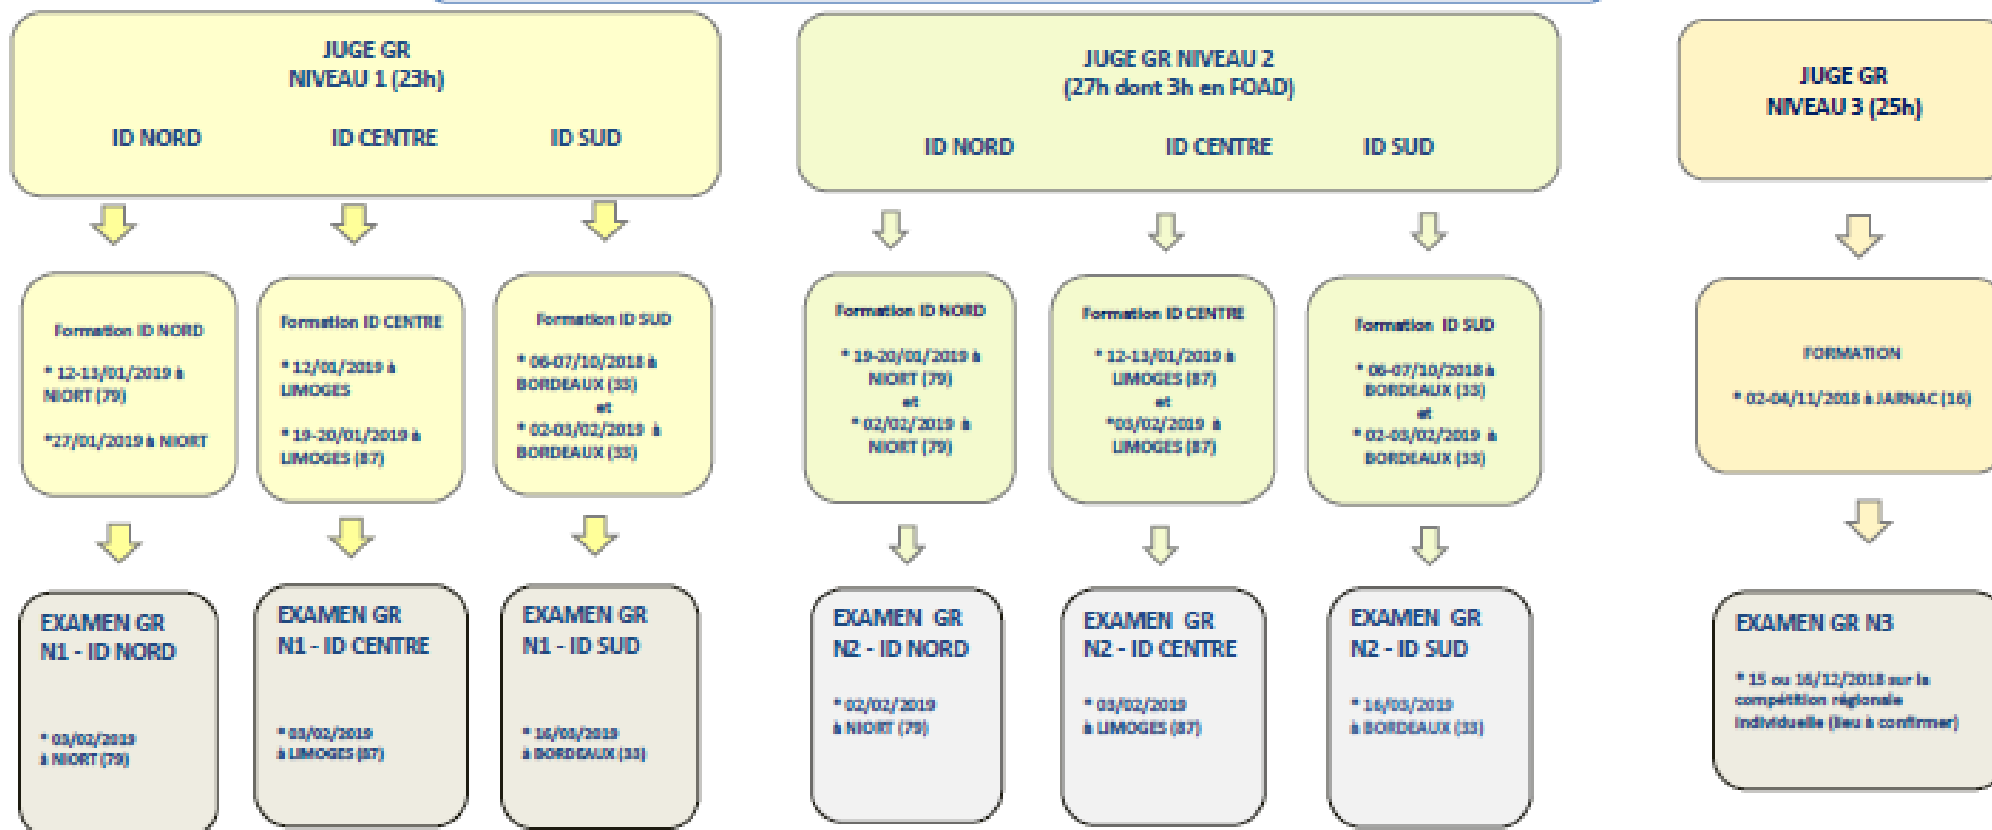 JUGE GR
NIVEAU 1 (23h)
ID NORD
ID CENTRE
ID SUD
JUGE GR NIVEAU 2
(27h dont 3h en FOAD)
ID NORD
ID CENTRE
ID SUD
JUGE GR
NIVEAU 3 (25h)
Formation ID NORD
* 12-13/01/2019 à
NIORT (79)
*27/01/2019 à NIORT
Formation ID CENTRE
* 12/01/2019 à
LIMOGES
* 19-20/01/2019 à
LIMOGES (87)
Formation ID SUD
* 06-07/10/2018 à
BORDEAUX (33)
et
* 02-03/02/2019 à
BORDEAUX (33)
Formation ID NORD
* 19-20/01/2019 à
NIORT (79)
et
* 02/02/2019 à
NIORT (79)
Formation ID CENTRE
* 12-13/01/2019 à
LIMOGES (87)
et
*03/02/2019 à
LIMOGES (87)
Formation ID SUD
* 06-07/10/2018 à
BORDEAUX (33)
et
* 02-03/02/2019 à
BORDEAUX (33)
FORMATION
* 02-04/11/2018 à JARNAC (16)
EXAMEN GR
N1 - ID NORD
* 03/02/2019
à NIORT (79)
EXAMEN GR
N1 - ID CENTRE
* 03/02/2019
à LIMOGES (87)
EXAMEN GR
N1 - ID SUD
* 16/03/2019
à BORDEAUX (33)
EXAMEN GR
N2 - ID NORD
* 02/02/2019
à NIORT (79)
EXAMEN GR
N2 - ID CENTRE
* 03/02/2019
à LIMOGES (87)
EXAMEN GR
N2 - ID SUD
* 16/03/2019
à BORDEAUX (33)
EXAMEN GR N3
* 15 ou 16/12/2018 sur la
compétition régionale
individuelle (lieu à confirmer)